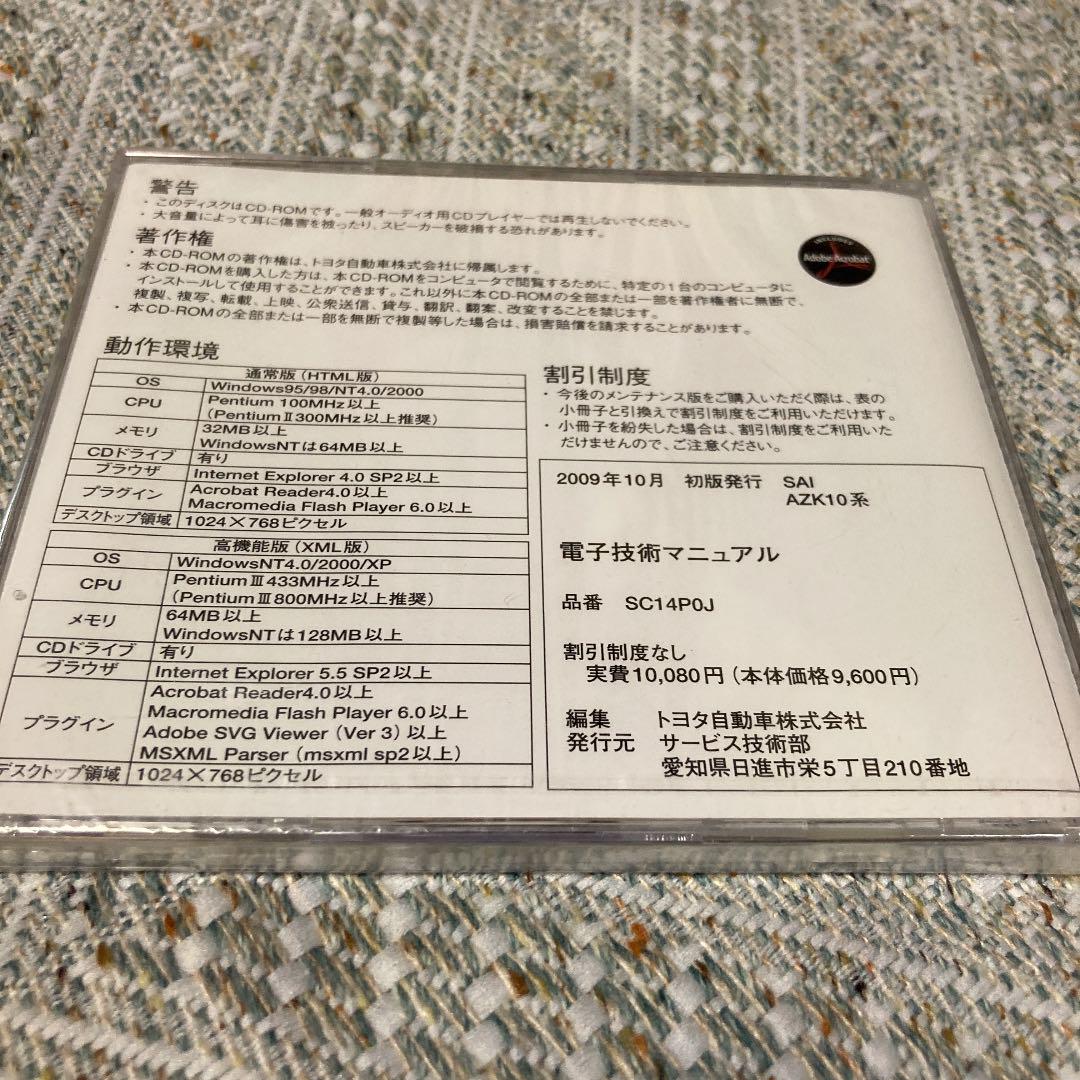 警告
・このディスクはCD-ROMです。一般オーディオ用CDプレイヤーでは再生しないでください。
・大音量によって耳に傷害を被ったり、スピーカーを破損する恐れがあります。
著作権
・本CD-ROMの著作権は、トヨタ自動車株式会社に帰属します。
・本CD-ROMを購入した方は、本CD-ROMをコンピュータで閲覧するために、特定の1台のコンピュータに
インストールして使用することができます。これ以外に本CD-ROMの全部または一部を著作権者に無断で、
複製、複写、転載、上映、公衆送信、貸与、翻訳、翻案、改変することを禁じます。
・本CD-ROMの全部または一部を無断で複製等した場合は、損害賠償を請求することがあります。
INCLUDES
Adobe Acrobat
動作環境
通常版(HTML版)
OS Windows95/98/NT4.0/2000
CPU Pentium 100MHz以上
(PentiumⅡ300MHz以上推奨)
メモリ 32MB以上
WindowsNTは64MB以上
CDドライブ 有り
ブラウザ Internet Explorer 4.0 SP2以上
プラグイン Acrobat Reader4.0以上
Macromedia Flash Player 6.0以上
デスクトップ領域 1024×768ピクセル
高機能版(XML版)
OS WindowsNT4.0/2000/XP
CPU PentiumⅢ433MHz以上
(PentiumⅢ800MHz以上推奨)
メモリ 64MB以上
WindowsNTは128MB以上
CDドライブ 有り
ブラウザ Internet Explorer 5.5 SP2以上
プラグイン Acrobat Reader4.0以上
Macromedia Flash Player 6.0以上
Adobe SVG Viewer (Ver 3)以上
MSXML Parser (msxml sp2以上)
デスクトップ領域 1024×768ピクセル
割引制度
・今後のメンテナンス版をご購入いただく際は、表の
小冊子と引換えで割引制度をご利用いただけます。
・小冊子を紛失した場合は、割引制度をご利用いた
だけませんので、ご注意ください。
2009年10月 初版発行 SAI
AZK10系
電子技術マニュアル
品番 SC14P0J
割引制度なし
実費10,080円(本体価格9,600円)
編集 トヨタ自動車株式会社
発行元 サービス技術部
愛知県日進市栄5丁目210番地